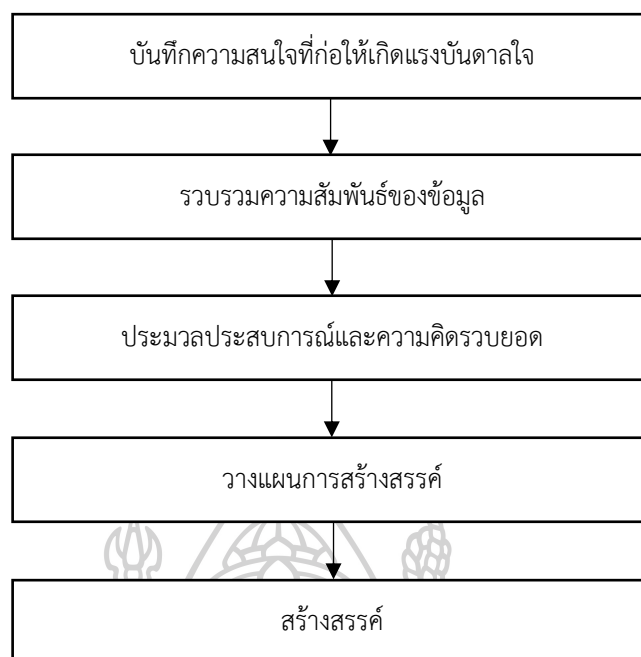 บันทึกความสนใจที่ก่อให้เกิดแรงบันดาลใจ
รวบรวมความสัมพันธ์ของข้อมูล
ประมวลประสบการณ์และความคิดรวบยอด
วางแผนการสร้างสรรค์
สร้างสรรค์